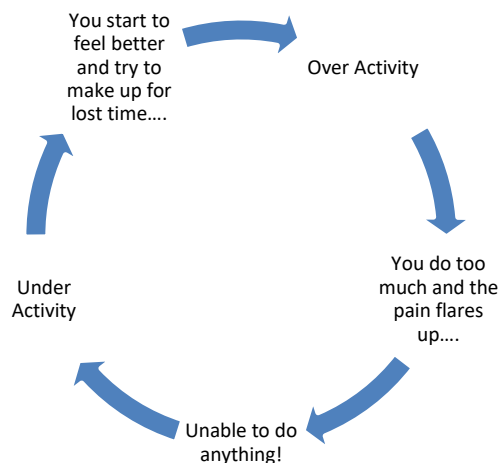 You start to
feel better
and try to
make up for
lost time....
Over Activity
You do too
much and the
pain flares
up....
Unable to do
anything!
Under
Activity